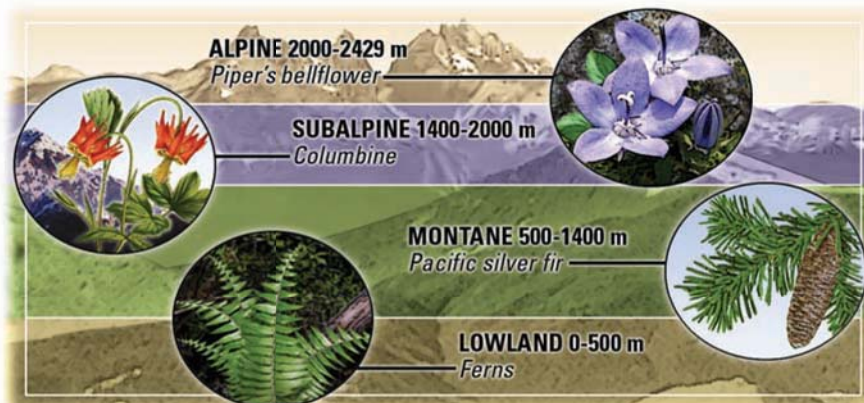 ALPINE 2000-2429 m
Piper's bellflower
SUBALPINE 1400-2000 m
Columbine
MONTANE 500-1400 m
Pacific silver fir
LOWLAND 0-500 m
Ferns